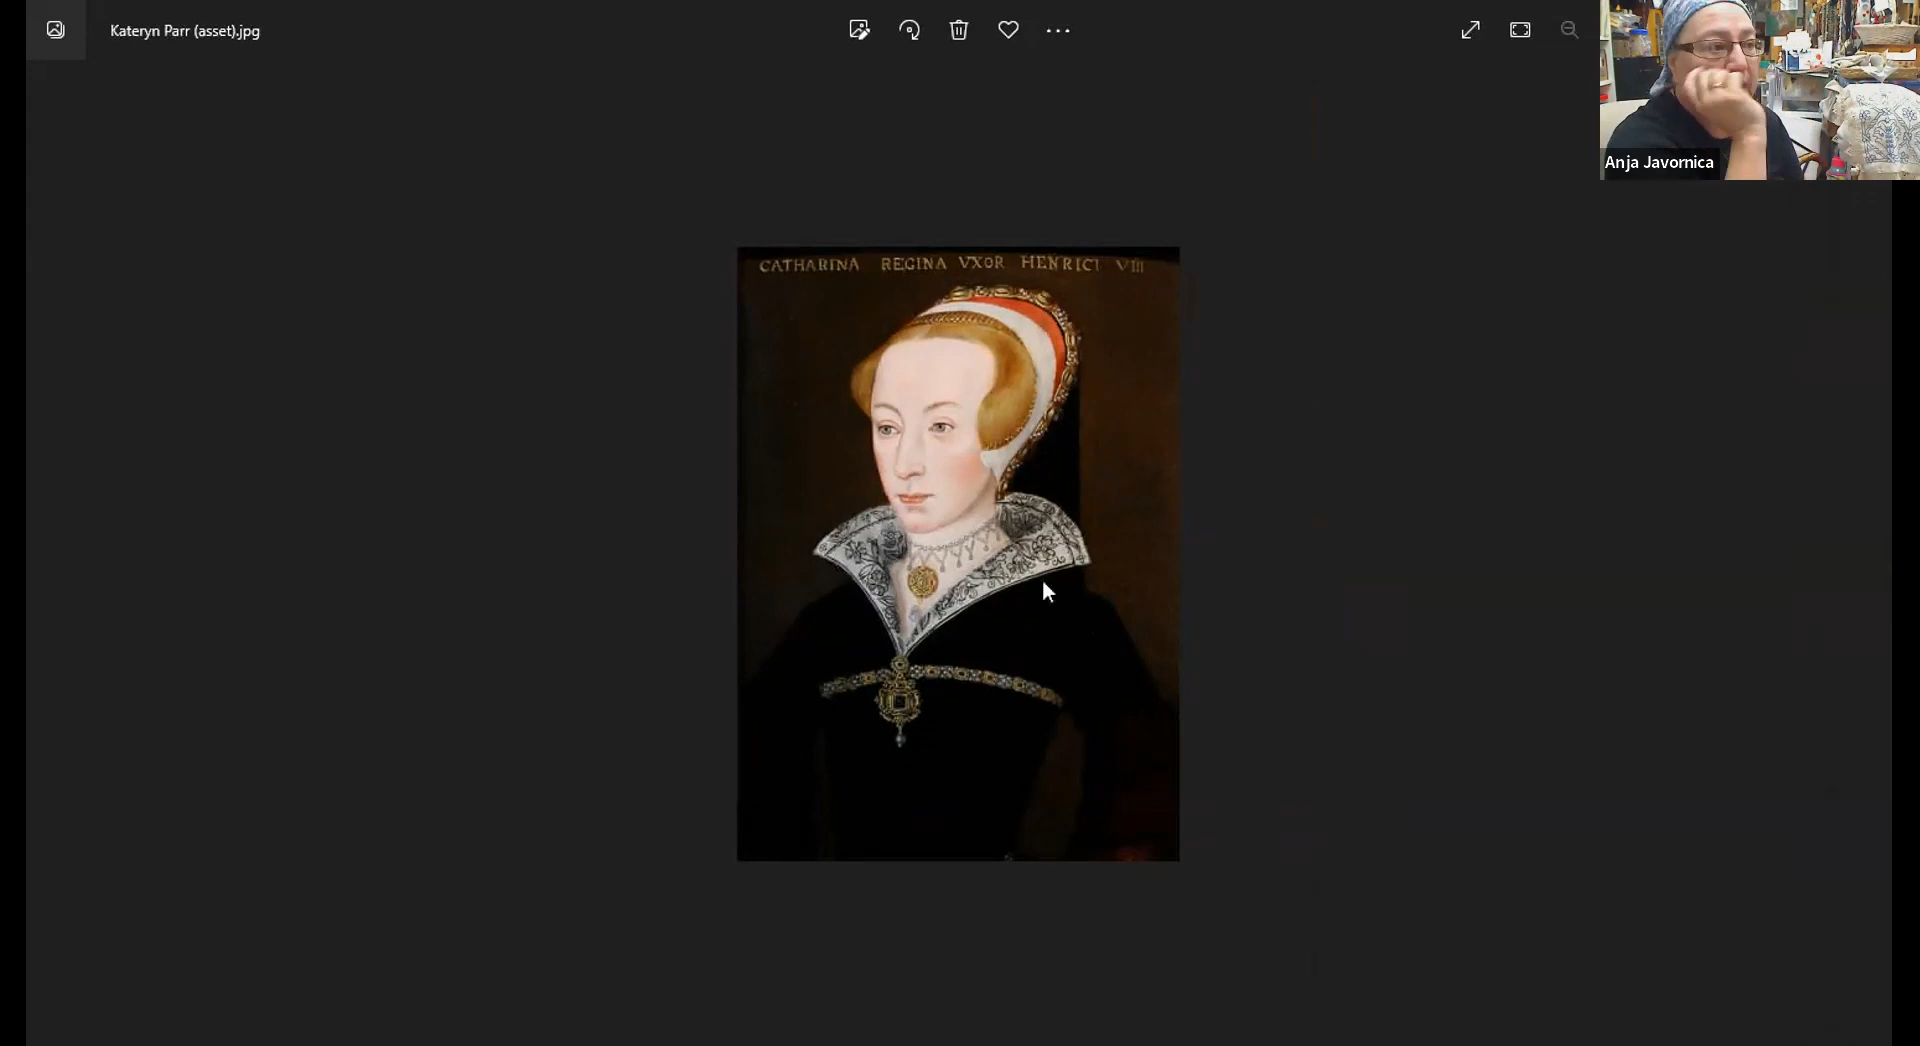 Kateryn Parr (asset).jpg
Anja Javornica
CATHARINA REGINA VXOR HENRICI VIII